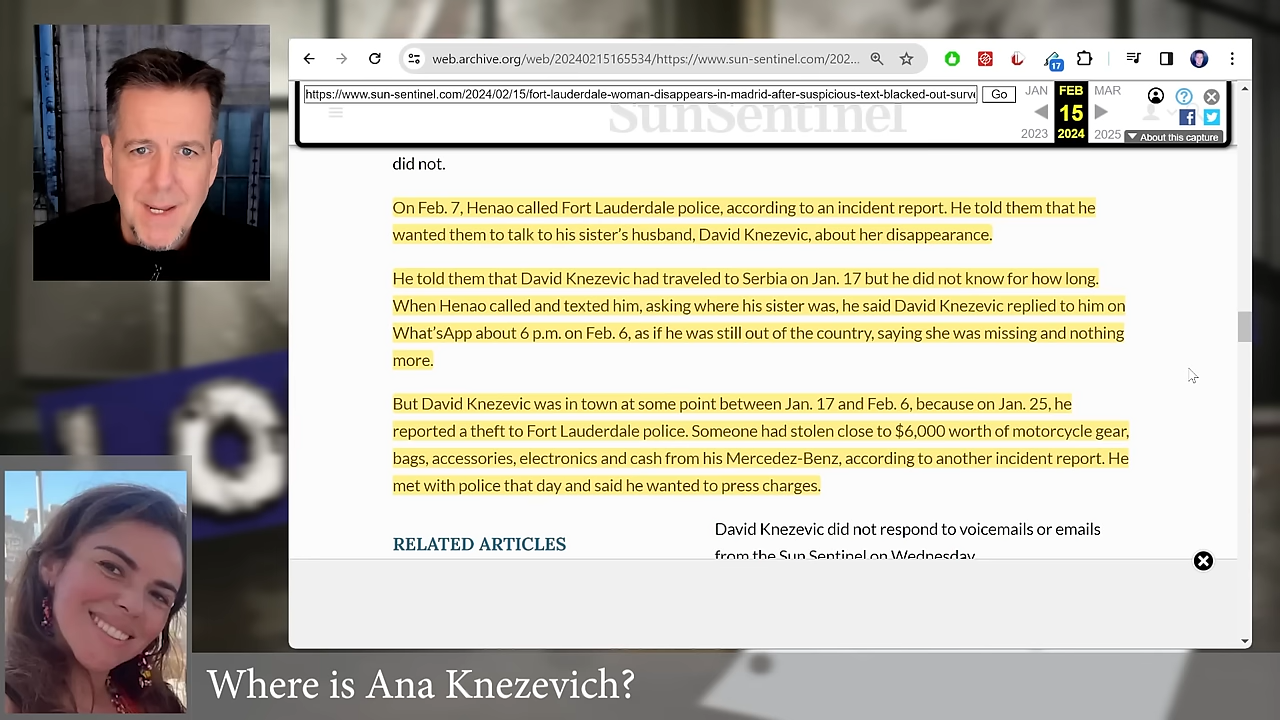 web.archive.org/web/20240215165534/https://www.sun-sentinel.com/202...
17
https://www.sun-sentinel.com/2024/02/15/fort-lauderdale-woman-disappears-in-madrid-after-suspicious-text-blacked-out-surve
Go
JAN FEB MAR
15
2023 2024 2025
About this capture
SunSentinel
did not.
On Feb. 7, Henao called Fort Lauderdale police, according to an incident report. He told them that he
wanted them to talk to his sister’s husband, David Knezevic, about her disappearance.
He told them that David Knezevic had traveled to Serbia on Jan. 17 but he did not know for how long.
When Henao called and texted him, asking where his sister was, he said David Knezevic replied to him on
What’sApp about 6 p.m. on Feb. 6, as if he was still out of the country, saying she was missing and nothing
more.
But David Knezevic was in town at some point between Jan. 17 and Feb. 6, because on Jan. 25, he
reported a theft to Fort Lauderdale police. Someone had stolen close to $6,000 worth of motorcycle gear,
bags, accessories, electronics and cash from his Mercedez-Benz, according to another incident report. He
met with police that day and said he wanted to press charges.
RELATED ARTICLES
David Knezevic did not respond to voicemails or emails
from the Sun Sentinel on Wednesday
Where is Ana Knezevich?